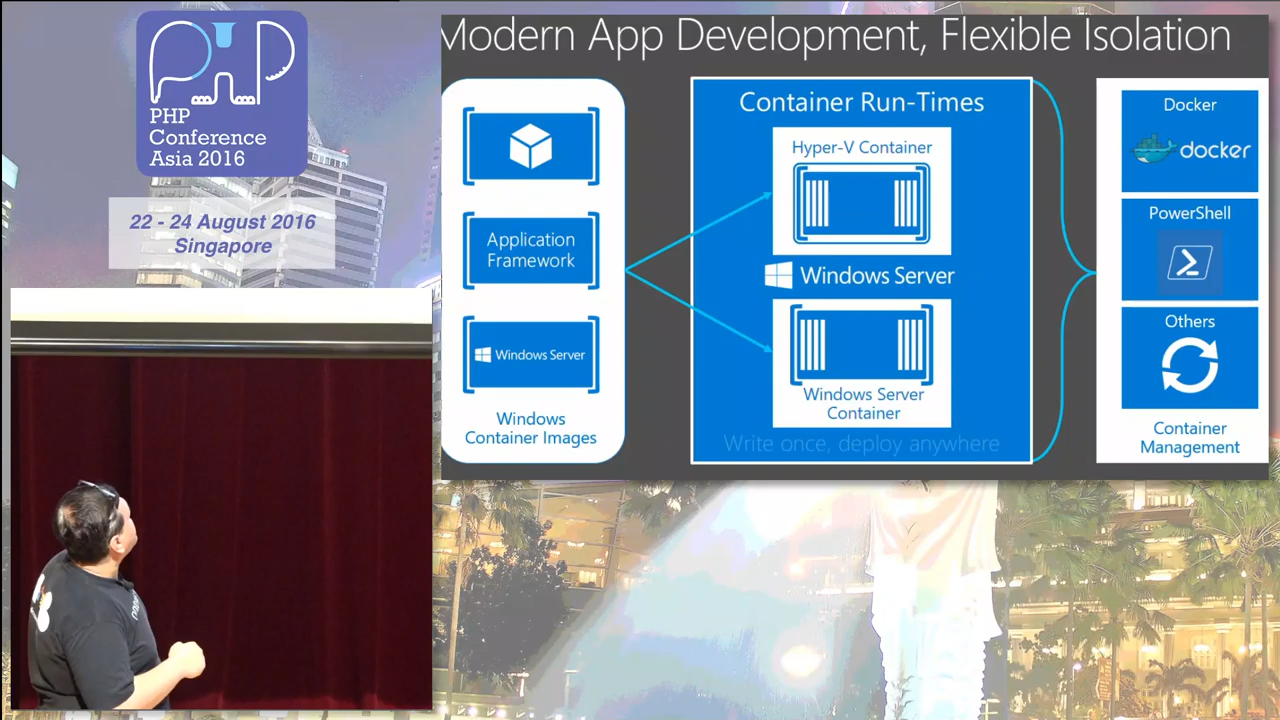 PHP
Conference
Asia 2016
22 - 24 August 2016
Singapore
Modern App Development, Flexible Isolation
Application
Framework
Windows Server
Windows
Container Images
Container Run-Times
Hyper-V Container
Windows Server
Windows Server
Container
Write once, deploy anywhere
Docker
docker
PowerShell
Others
Container
Management